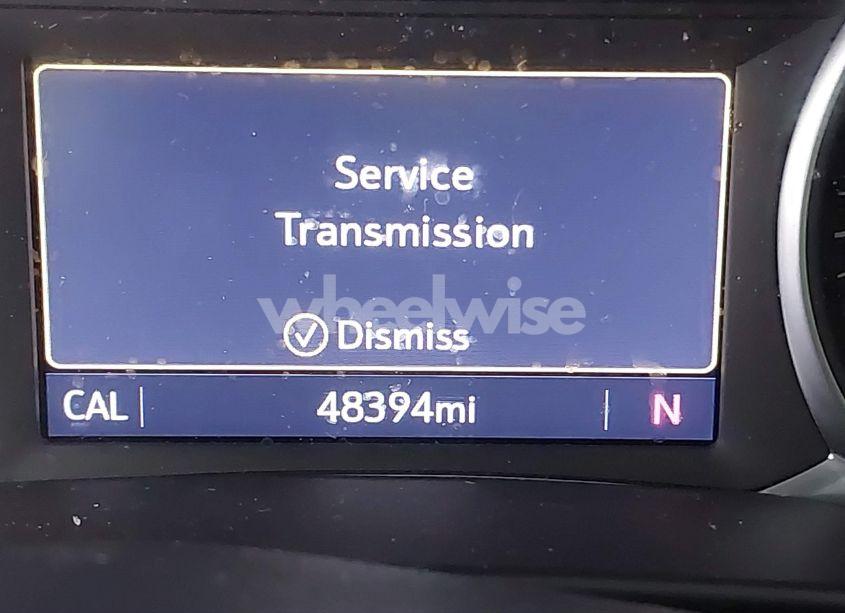 Service
Transmission
wheelwise
Dismiss
CAL 48394mi N